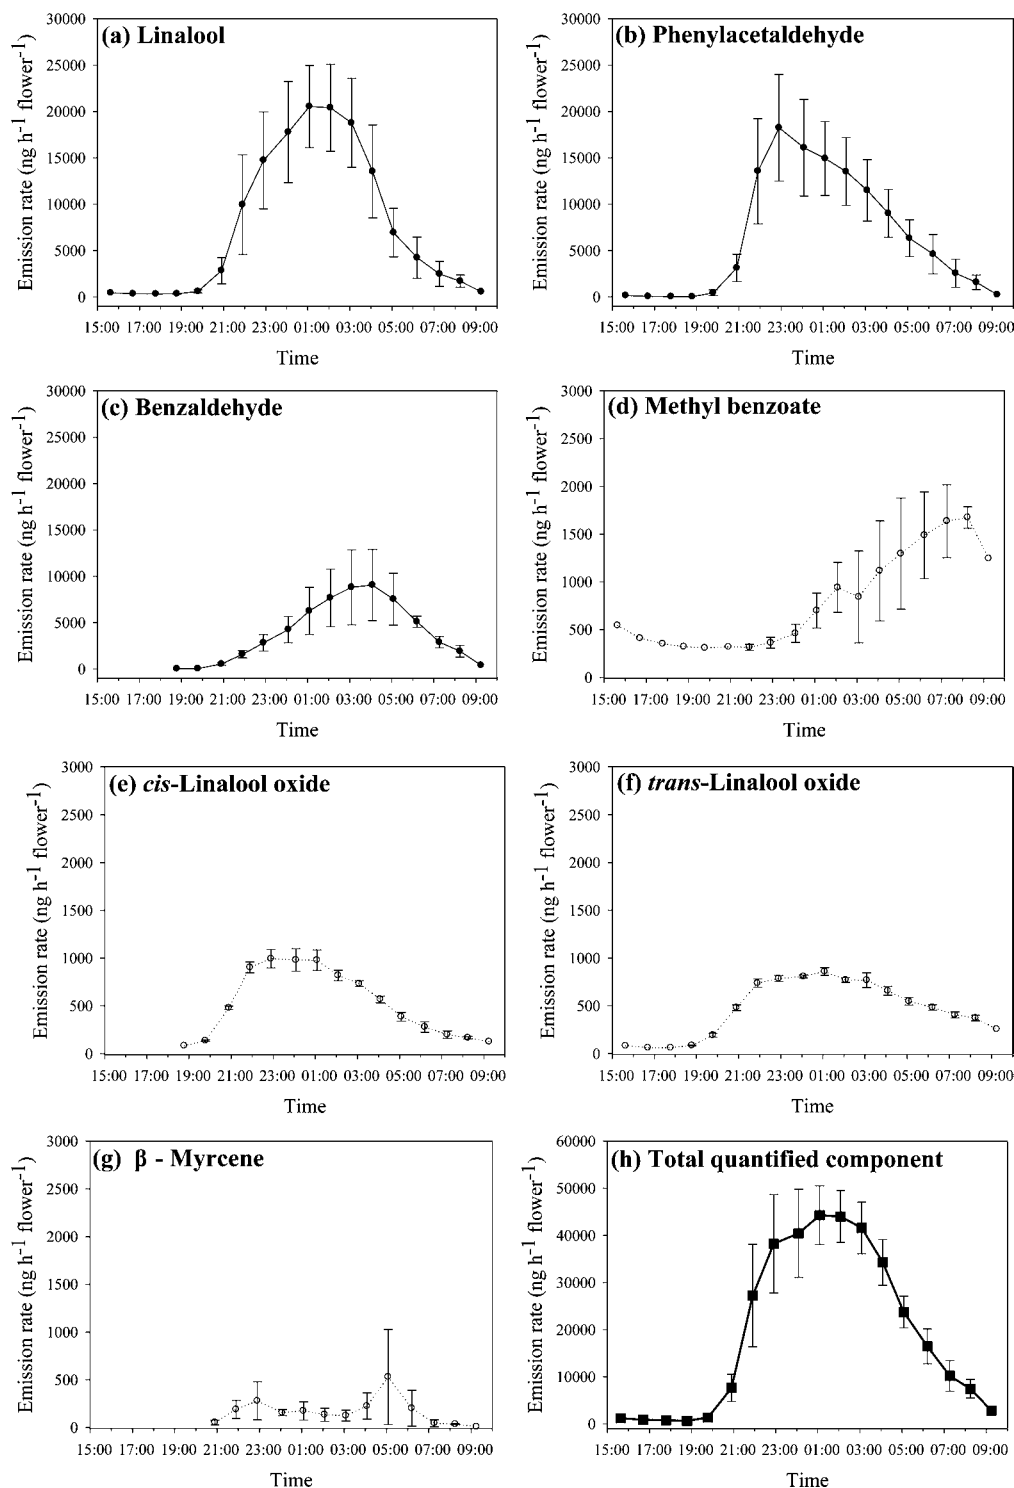 (a) Linalool
30000
25000
20000
15000
10000
5000
0
Emission rate (ng h⁻¹ flower⁻¹)
15:00 17:00 19:00 21:00 23:00 01:00 03:00 05:00 07:00 09:00
Time
(b) Phenylacetaldehyde
30000
25000
20000
15000
10000
5000
0
Emission rate (ng h⁻¹ flower⁻¹)
15:00 17:00 19:00 21:00 23:00 01:00 03:00 05:00 07:00 09:00
Time
(c) Benzaldehyde
30000
25000
20000
15000
10000
5000
0
Emission rate (ng h⁻¹ flower⁻¹)
15:00 17:00 19:00 21:00 23:00 01:00 03:00 05:00 07:00 09:00
Time
(d) Methyl benzoate
3000
2500
2000
1500
1000
500
0
Emission rate (ng h⁻¹ flower⁻¹)
15:00 17:00 19:00 21:00 23:00 01:00 03:00 05:00 07:00 09:00
Time
(e) cis-Linalool oxide
3000
2500
2000
1500
1000
500
0
Emission rate (ng h⁻¹ flower⁻¹)
15:00 17:00 19:00 21:00 23:00 01:00 03:00 05:00 07:00 09:00
Time
(f) trans-Linalool oxide
3000
2500
2000
1500
1000
500
0
Emission rate (ng h⁻¹ flower⁻¹)
15:00 17:00 19:00 21:00 23:00 01:00 03:00 05:00 07:00 09:00
Time
(g) β - Myrcene
3000
2500
2000
1500
1000
500
0
Emission rate (ng h⁻¹ flower⁻¹)
15:00 17:00 19:00 21:00 23:00 01:00 03:00 05:00 07:00 09:00
Time
(h) Total quantified component
60000
50000
40000
30000
20000
10000
0
Emission rate (ng h⁻¹ flower⁻¹)
15:00 17:00 19:00 21:00 23:00 01:00 03:00 05:00 07:00 09:00
Time